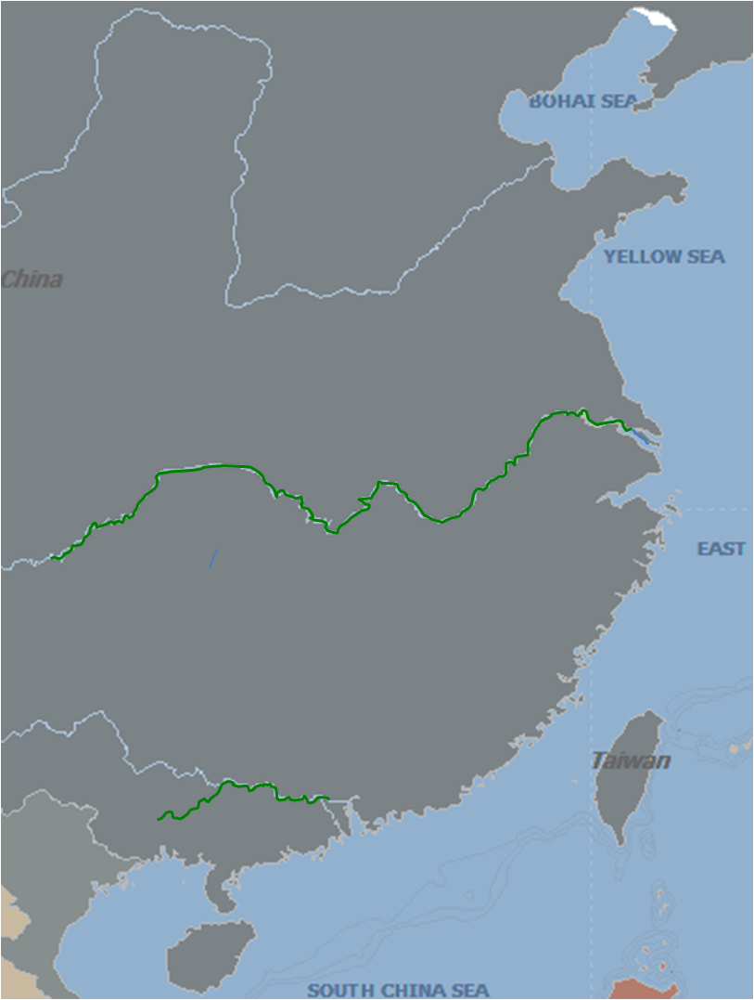 BOHAI SEA
YELLOW SEA
China
EAST
Taiwan
SOUTH CHINA SEA